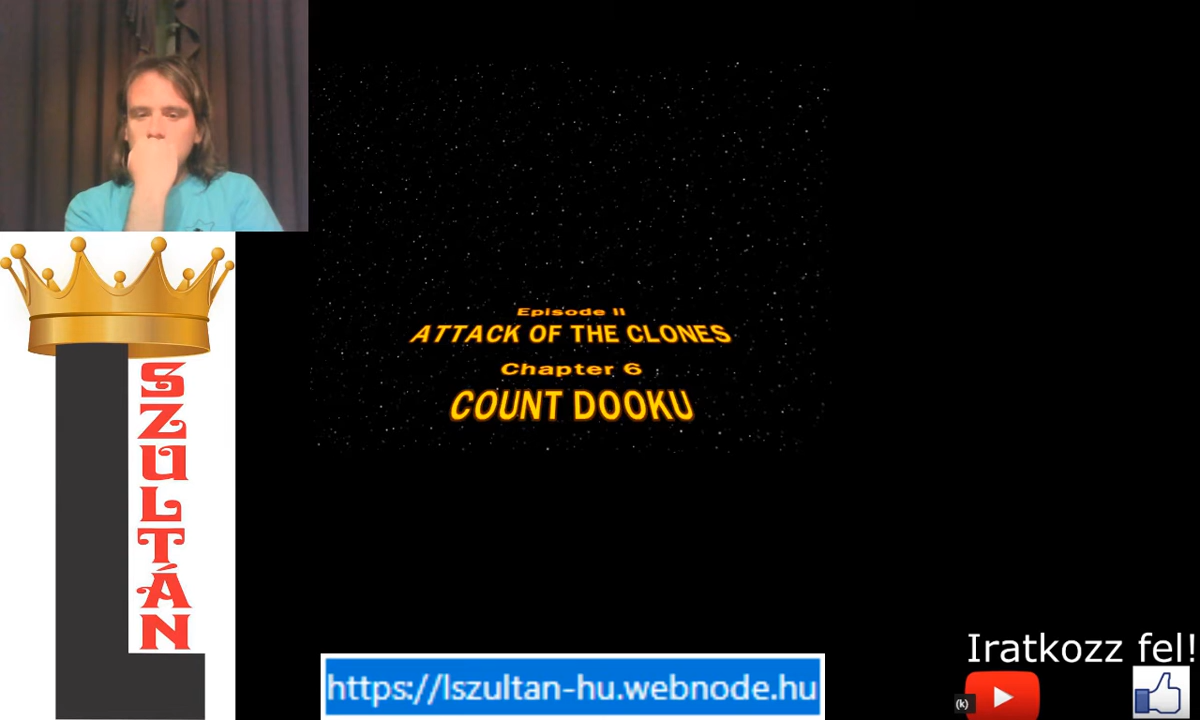 Episode II
ATTACK OF THE CLONES
Chapter 6
COUNT DOOKU
L
SZULTÁN
https://lszultan-hu.webnode.hu
Iratkozz fel!
(k)